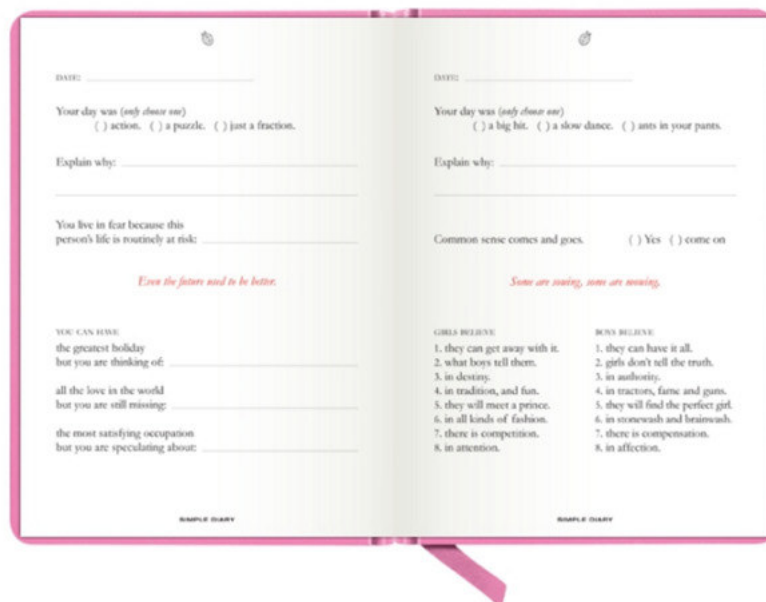 DATE:
Your day was (only choose one)
( ) action. ( ) a puzzle. ( ) just a fraction.
Explain why:
You live in fear because this
person's life is routinely at risk:
Even the future used to be better.
YOU CAN HAVE
the greatest holiday
but you are thinking of:
all the love in the world
but you are still missing:
the most satisfying occupation
but you are speculating about:
SIMPLE DIARY
DATE:
Your day was (only choose one)
( ) a big hit. ( ) a slow dance. ( ) ants in your pants.
Explain why:
Common sense comes and goes. ( ) Yes ( ) come on
Some are sowing, some are mowing.
GIRLS BELIEVE
1. they can get away with it.
2. what boys tell them.
3. in destiny.
4. in tradition, and fun.
5. they will meet a prince.
6. in all kinds of fashion.
7. there is competition.
8. in attention.
BOYS BELIEVE
1. they can have it all.
2. girls don't tell the truth.
3. in authority.
4. in tractors, fame and guns.
5. they will find the perfect girl.
6. in stonewash and brainwash.
7. there is compensation.
8. in affection.
SIMPLE DIARY